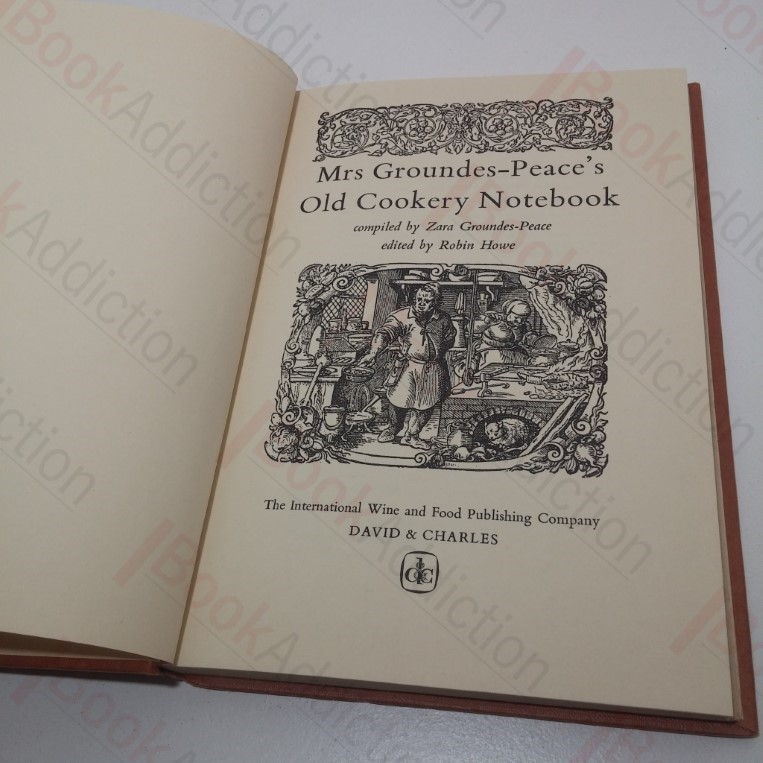 Mrs Groundes-Peace's
Old Cookery Notebook
compiled by Zara Groundes-Peace
edited by Robin Howe
The International Wine and Food Publishing Company
DAVID & CHARLES
BookAddiction